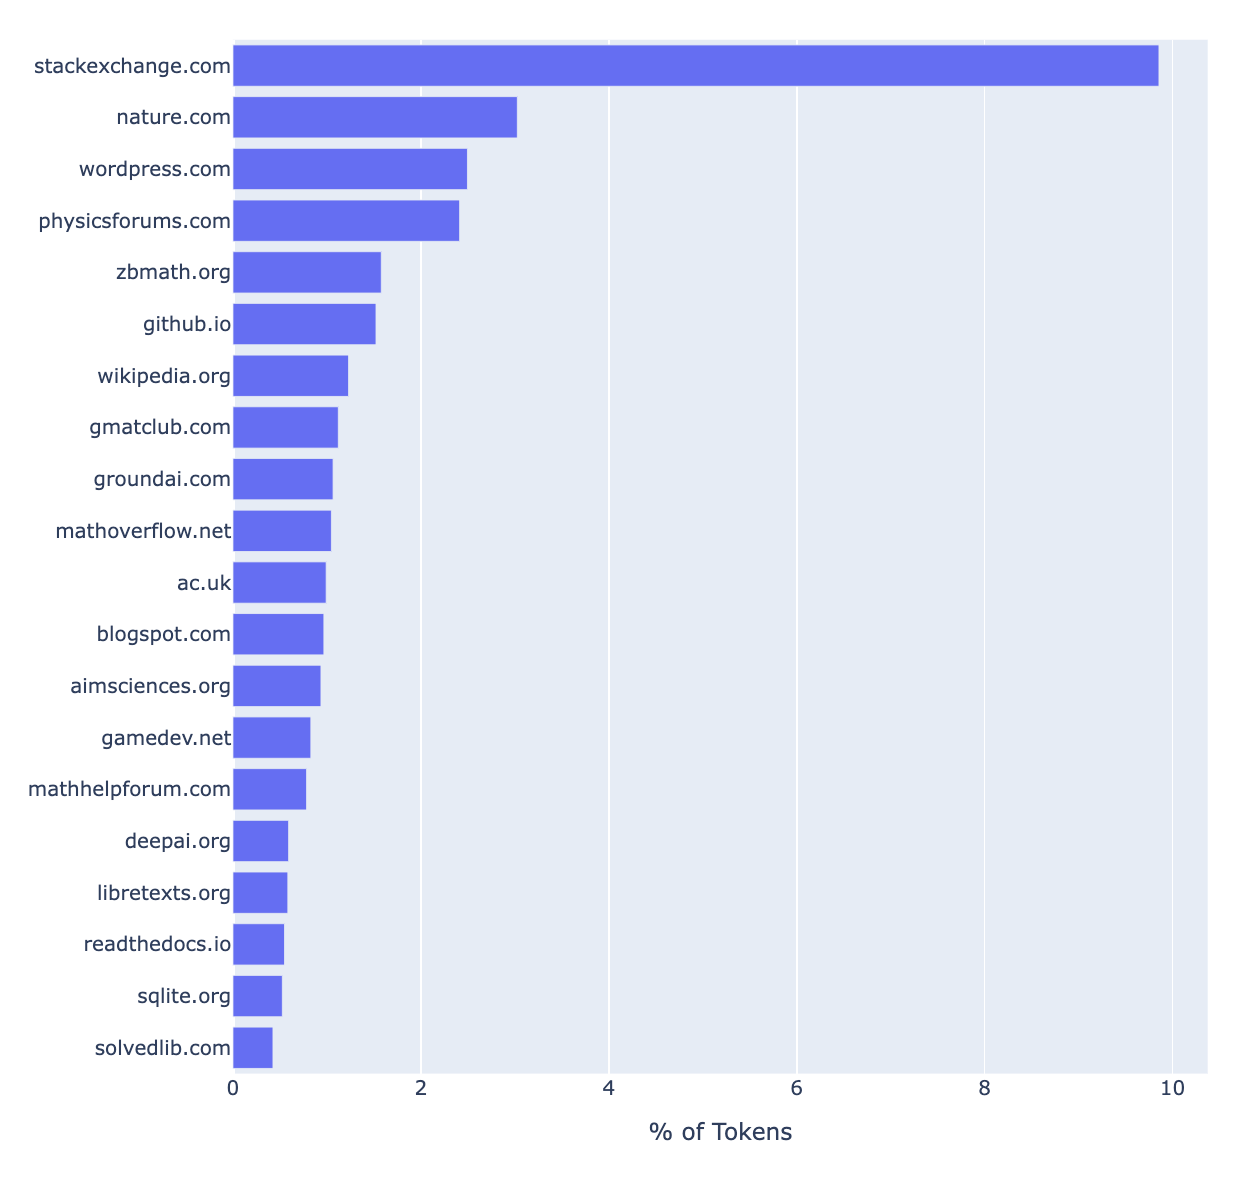 stackexchange.com
nature.com
wordpress.com
physicsforums.com
zbmath.org
github.io
wikipedia.org
gmatclub.com
groundai.com
mathoverflow.net
ac.uk
blogspot.com
aimsciences.org
gamedev.net
mathhelpforum.com
deepai.org
libretexts.org
readthedocs.io
sqlite.org
solvedlib.com
0 2 4 6 8 10
% of Tokens